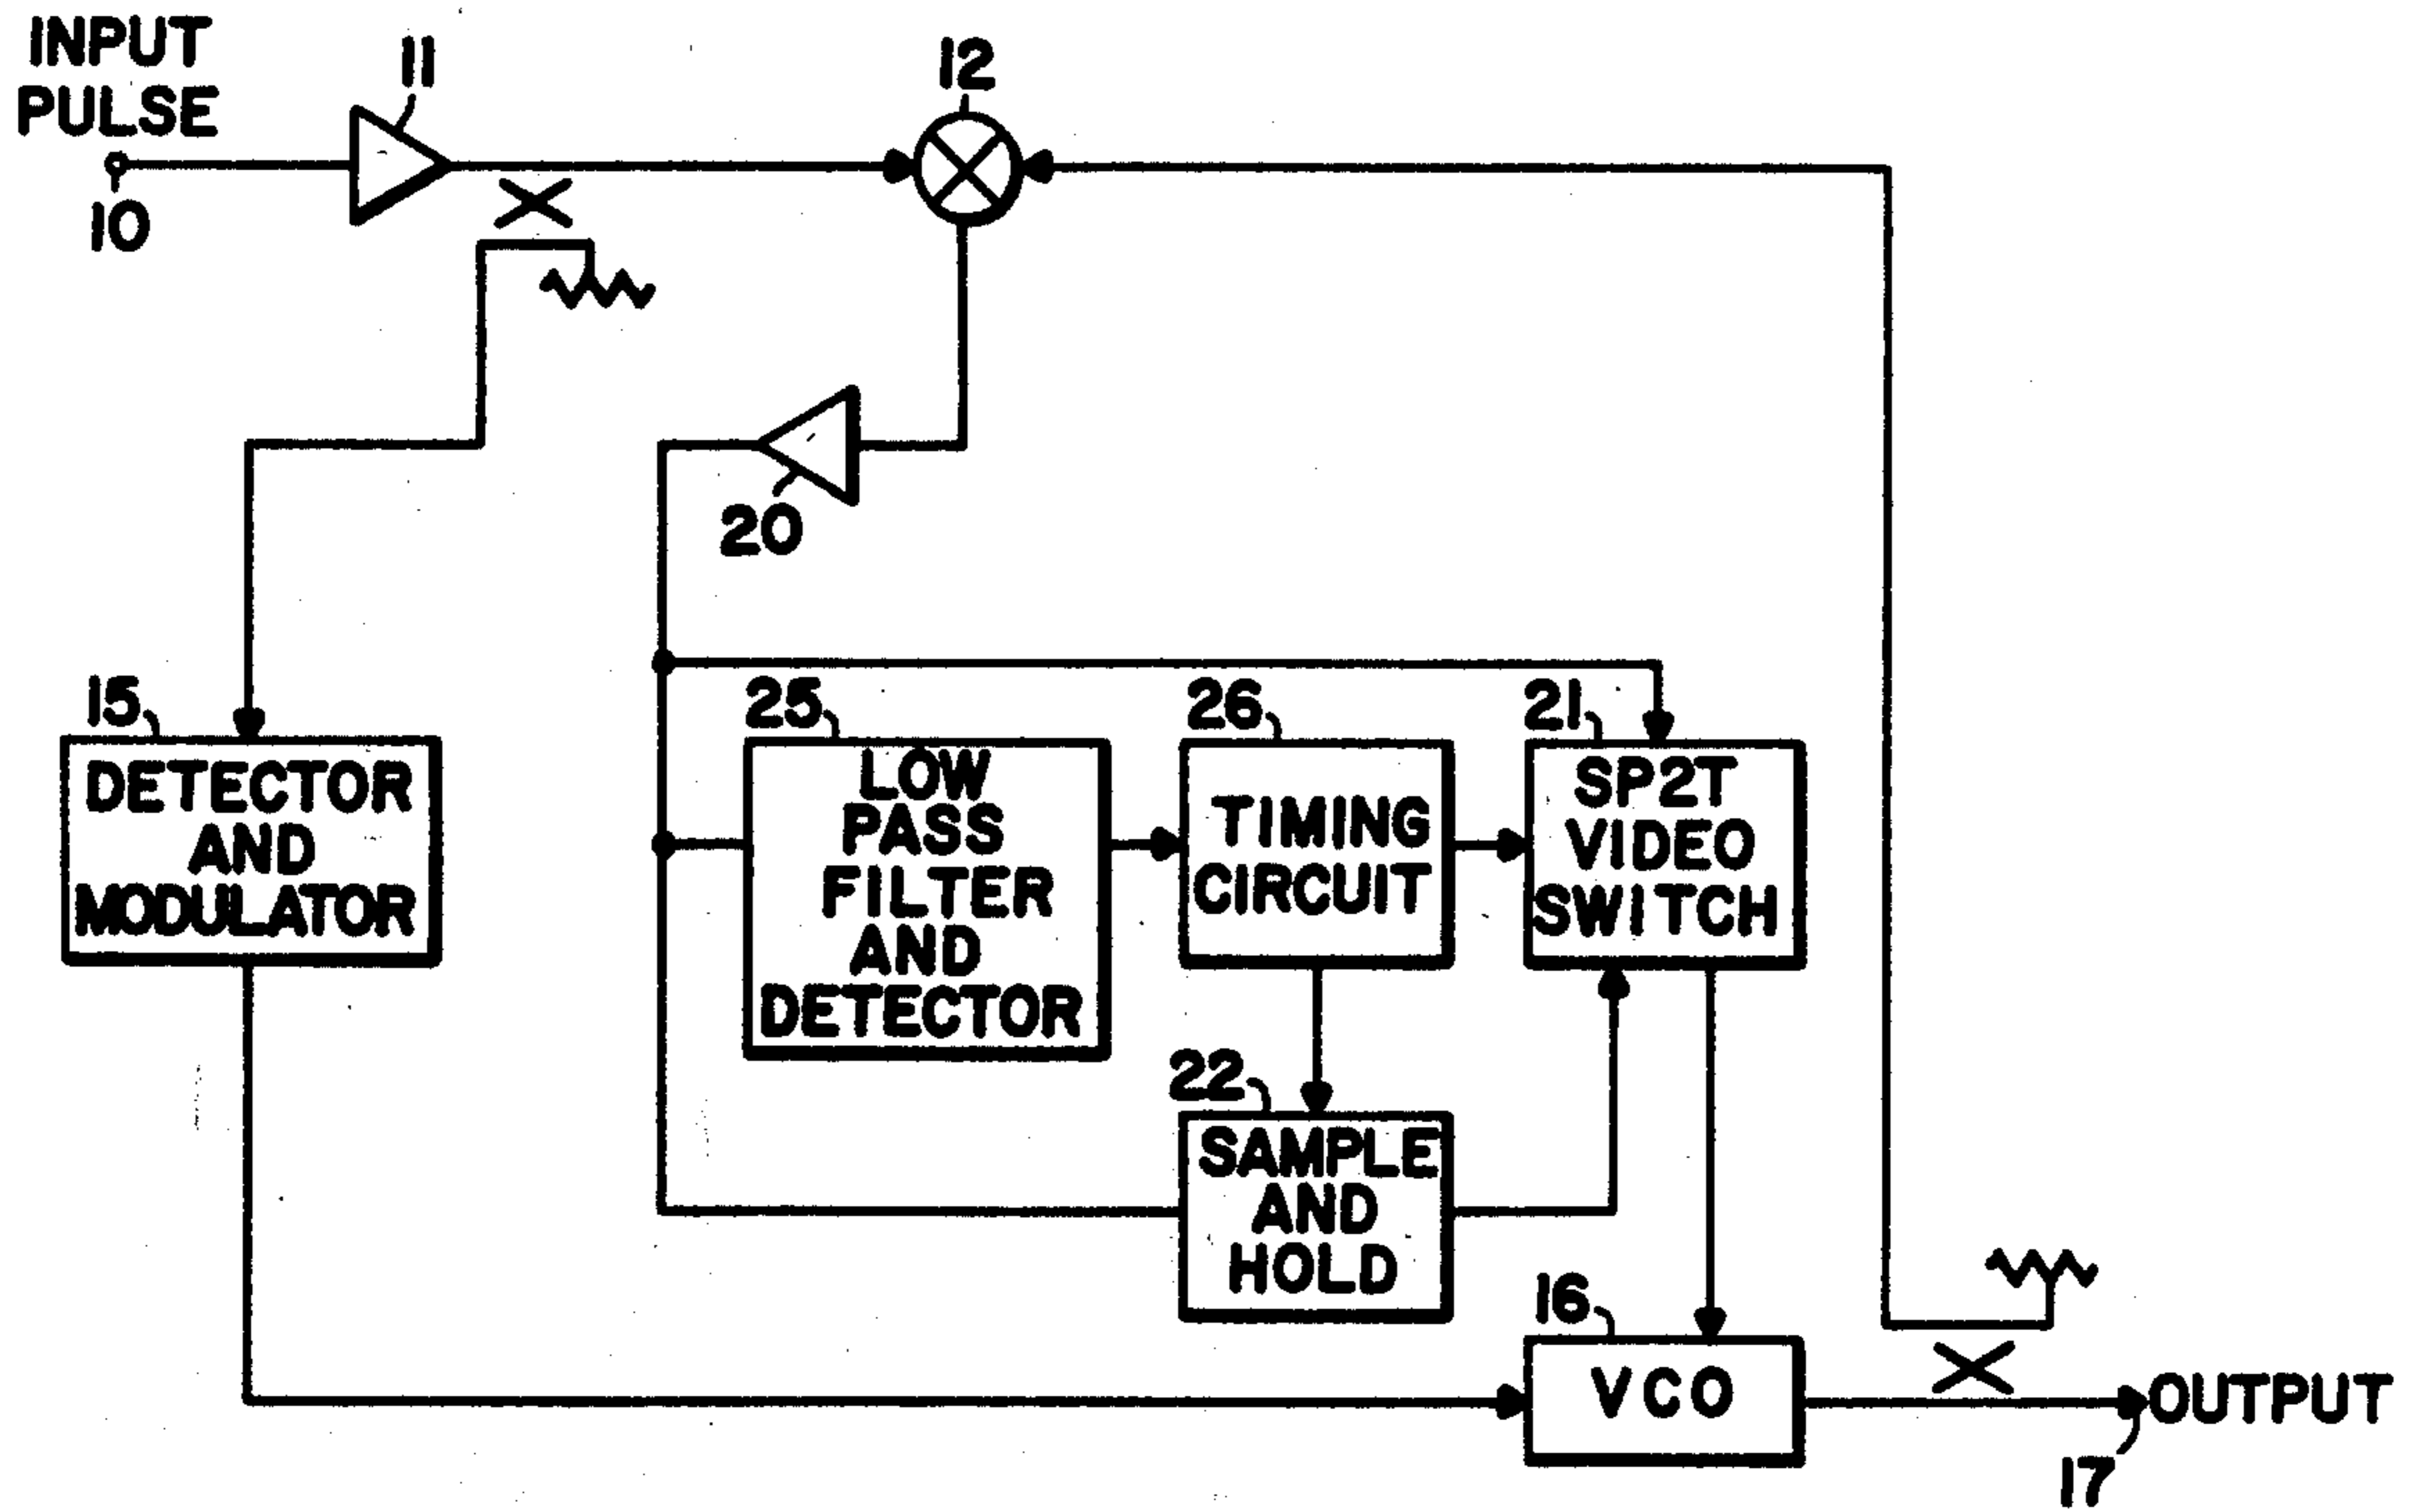 INPUT
PULSE
10
11
12
20
15
DETECTOR
AND
MODULATOR
25
LOW
PASS
FILTER
AND
DETECTOR
26
TIMING
CIRCUIT
21
SP2T
VIDEO
SWITCH
22
SAMPLE
AND
HOLD
16
VCO
OUTPUT
17